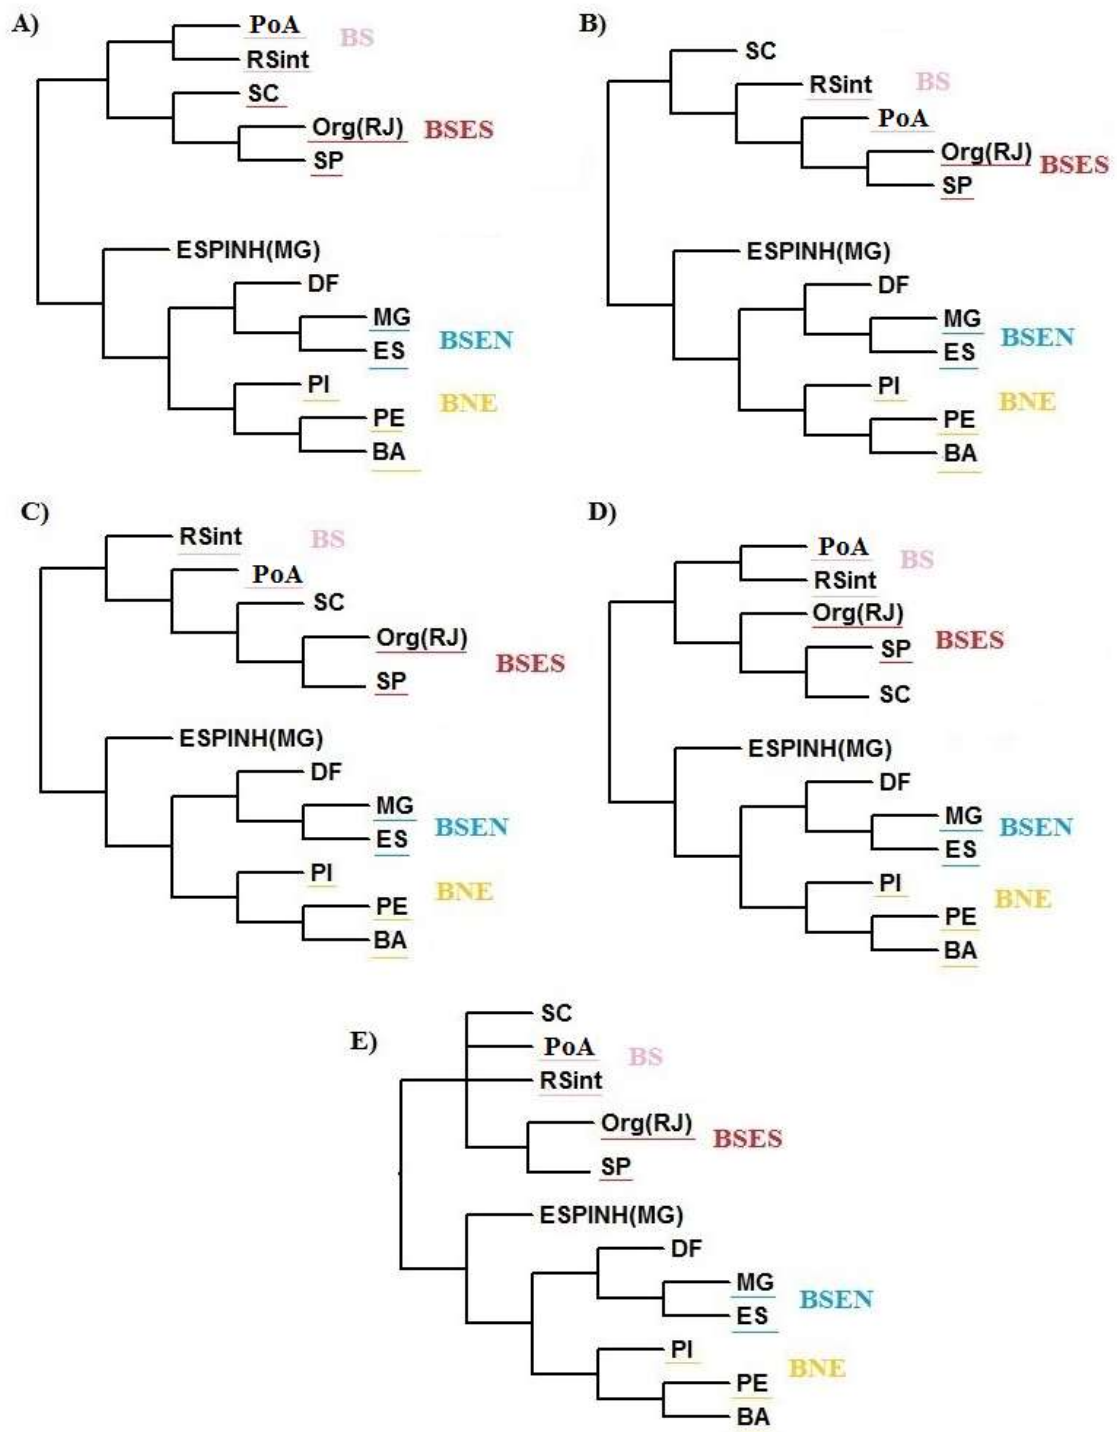 A)
PoA
BS
RSint
SC
Org(RJ)
BSES
SP
ESPINH(MG)
DF
MG
BSEN
ES
PI
BNE
PE
BA
B)
SC
RSint
BS
PoA
Org(RJ)
BSES
SP
ESPINH(MG)
DF
MG
BSEN
ES
PI
BNE
PE
BA
C)
RSint
BS
PoA
SC
Org(RJ)
BSES
SP
ESPINH(MG)
DF
MG
BSEN
ES
PI
BNE
PE
BA
D)
PoA
BS
RSint
Org(RJ)
BSES
SP
SC
ESPINH(MG)
DF
MG
BSEN
ES
PI
BNE
PE
BA
E)
SC
PoA
BS
RSint
Org(RJ)
BSES
SP
ESPINH(MG)
DF
MG
BSEN
ES
PI
BNE
PE
BA